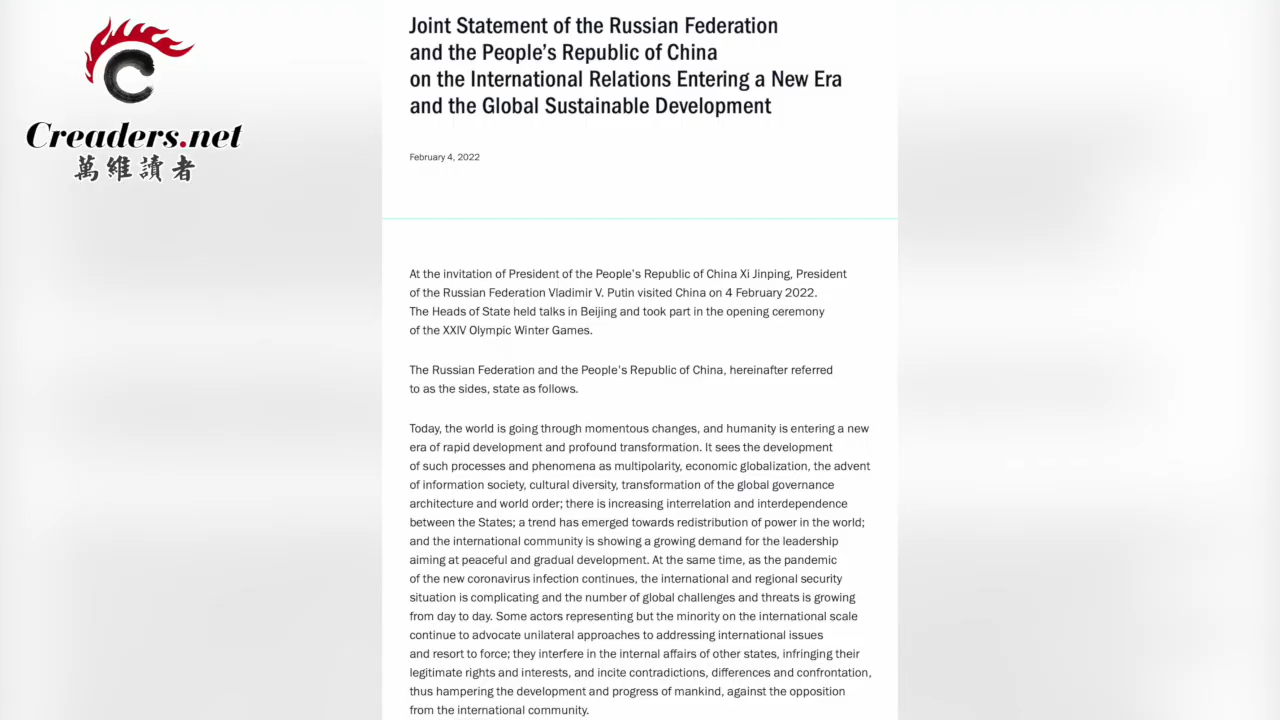 Creaders.net
萬維讀者
Joint Statement of the Russian Federation
and the People's Republic of China
on the International Relations Entering a New Era
and the Global Sustainable Development
February 4, 2022
At the invitation of President of the People's Republic of China Xi Jinping, President
of the Russian Federation Vladimir V. Putin visited China on 4 February 2022.
The Heads of State held talks in Beijing and took part in the opening ceremony
of the XXIV Olympic Winter Games.
The Russian Federation and the People's Republic of China, hereinafter referred
to as the sides, state as follows.
Today, the world is going through momentous changes, and humanity is entering a new
era of rapid development and profound transformation. It sees the development
of such processes and phenomena as multipolarity, economic globalization, the advent
of information society, cultural diversity, transformation of the global governance
architecture and world order; there is increasing interrelation and interdependence
between the States; a trend has emerged towards redistribution of power in the world;
and the international community is showing a growing demand for the leadership
aiming at peaceful and gradual development. At the same time, as the pandemic
of the new coronavirus infection continues, the international and regional security
situation is complicating and the number of global challenges and threats is growing
from day to day. Some actors representing but the minority on the international scale
continue to advocate unilateral approaches to addressing international issues
and resort to force; they interfere in the internal affairs of other states, infringing their
legitimate rights and interests, and incite contradictions, differences and confrontation,
thus hampering the development and progress of mankind, against the opposition
from the international community.